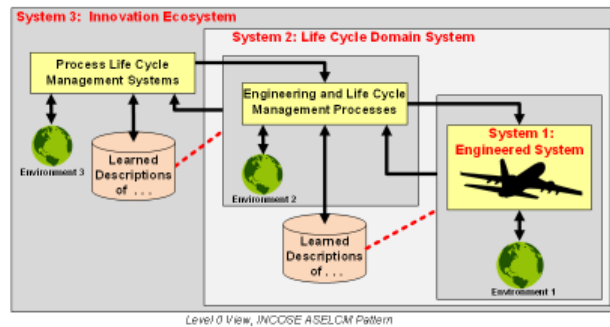 System 3: Innovation Ecosystem
System 2: Life Cycle Domain System
Process Life Cycle
Management Systems
Engineering and Life Cycle
Management Processes
System 1:
Engineered System
Environment 3
Learned
Descriptions
of . . .
Environment 2
Learned
Descriptions
of . . .
Environment 1
Level 0 View, INCOSE ASELCM Pattern